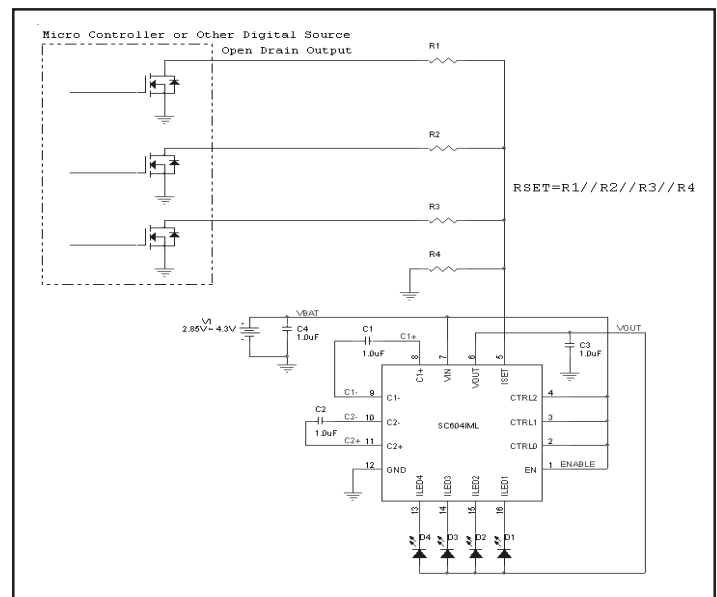 Micro Controller or Other Digital Source
Open Drain Output
R1
R2
RSET=R1//R2//R3//R4
R3
R4
V1
2.85V~4.3V
VBAT
C4
1.0uF
C1
1.0uF
C1+
VOUT
C3
1.0uF
8
7
6
5
C1+
VIN
VOUT
ISET
C1- 9 C1-
C2
1.0uF
C2- 10 C2-
C2+ 11 C2+
12 GND
SC604IML
CTRL2 4
CTRL1 3
CTRL0 2
EN 1 ENABLE
ILED4
ILED3
ILED2
ILED1
13
14
15
16
D4
D3
D2
D1